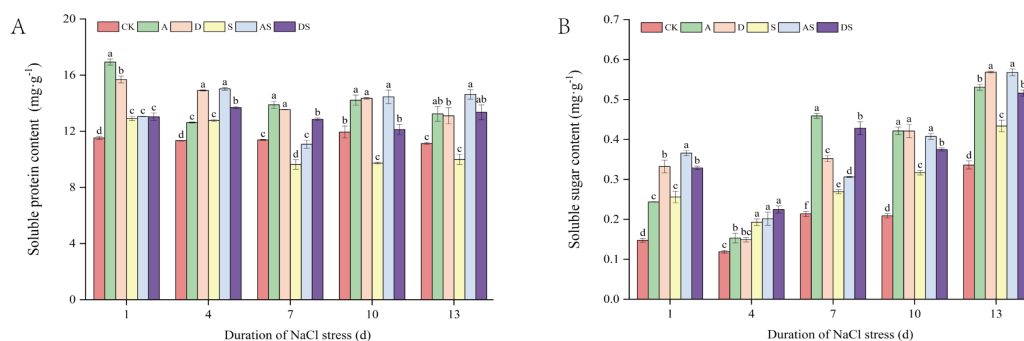 A
CK A D S AS DS
Soluble protein content (mg·g⁻¹)
20
16
12
8
4
0
d a b c c c
c c a c a b
c a a d c b
b a a c a b
c ab b d a ab
1 4 7 10 13
Duration of NaCl stress (d)
B
CK A D S AS DS
Soluble sugar content (mg·g⁻¹)
0.7
0.6
0.5
0.4
0.3
0.2
0.1
0.0
d c b c a b
c b bc a a a
f a c e d b
d a a c a b
d b a c a b
1 4 7 10 13
Duration of NaCl stress (d)